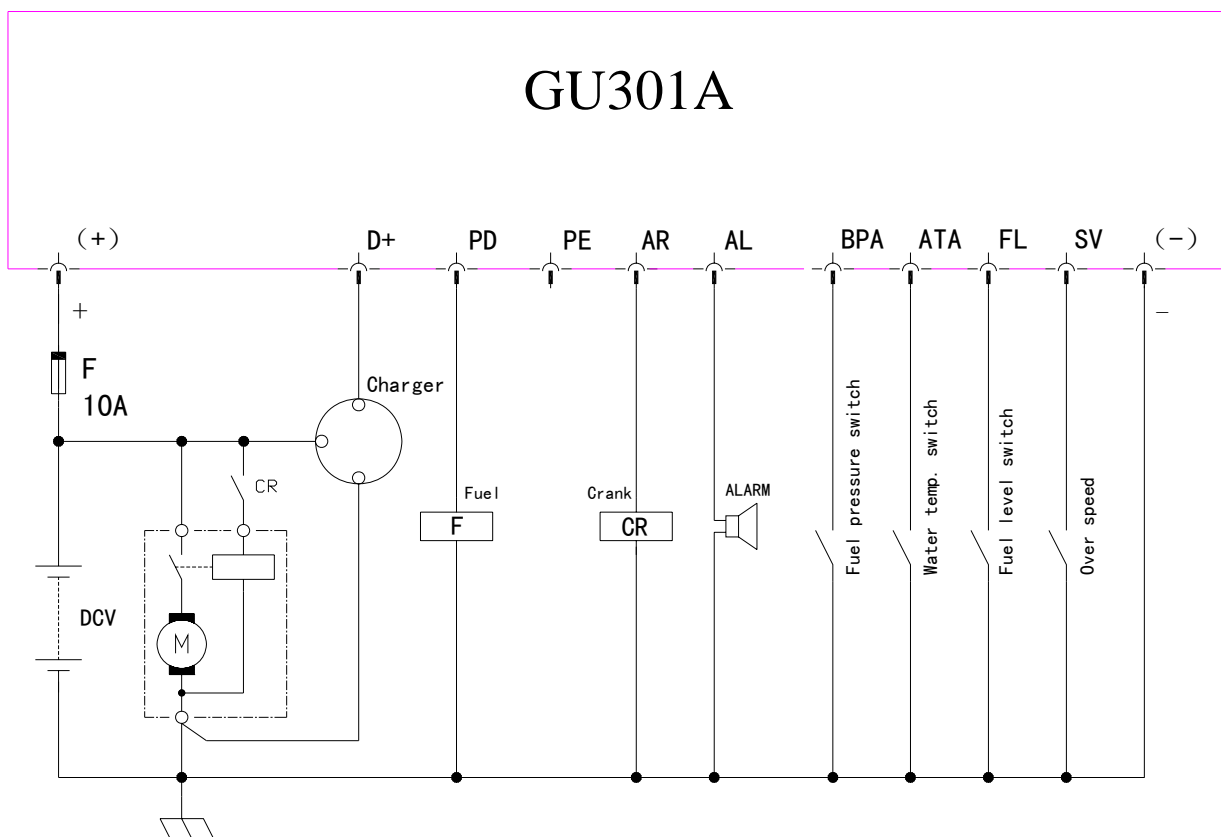 GU301A
(+)
D+
PD
PE
AR
AL
BPA
ATA
FL
SV
(-)
+
-
F
10A
Charger
CR
DCV
M
Fuel
F
Crank
CR
ALARM
Fuel pressure switch
Water temp. switch
Fuel level switch
Over speed